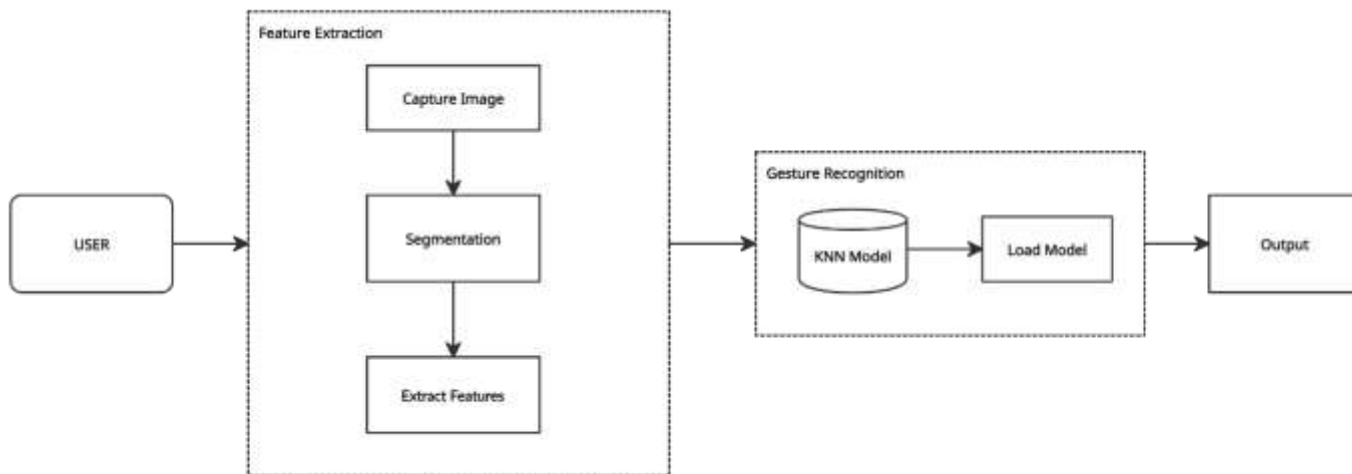 Feature Extraction
Capture Image
Segmentation
Extract Features
USER
Gesture Recognition
KNN Model
Load Model
Output